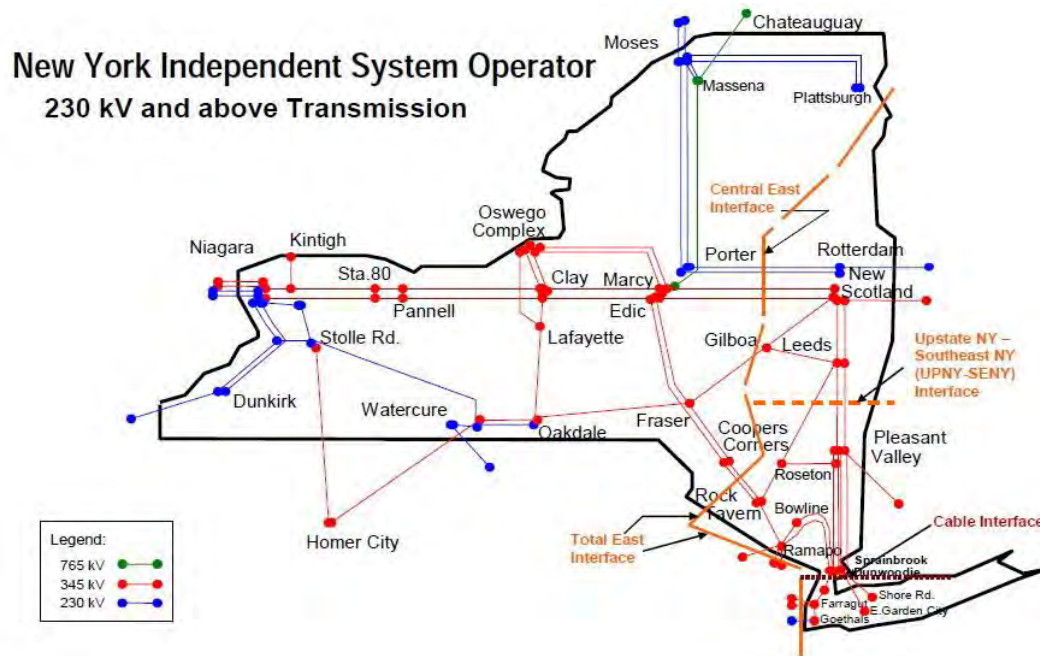 New York Independent System Operator
230 kV and above Transmission
Chateauguay
Moses
Massena
Plattsburgh
Central East
Interface
Oswego
Complex
Niagara
Kintigh
Porter
Rotterdam
Sta.80
Clay
Marcy
New
Scotland
Pannell
Edic
Stolle Rd.
Lafayette
Gilboa
Leeds
Upstate NY –
Southeast NY
(UPNY-SENY)
Interface
Dunkirk
Watercure
Oakdale
Fraser
Coopers
Corners
Pleasant
Valley
Roseton
Rock
Tavern
Bowline
Cable Interface
Homer City
Total East
Interface
Ramapo
Sprainbrook
Dunwoodie
Shore Rd.
Farragut
E.Garden City
Goethals
Legend:
765 kV
345 kV
230 kV